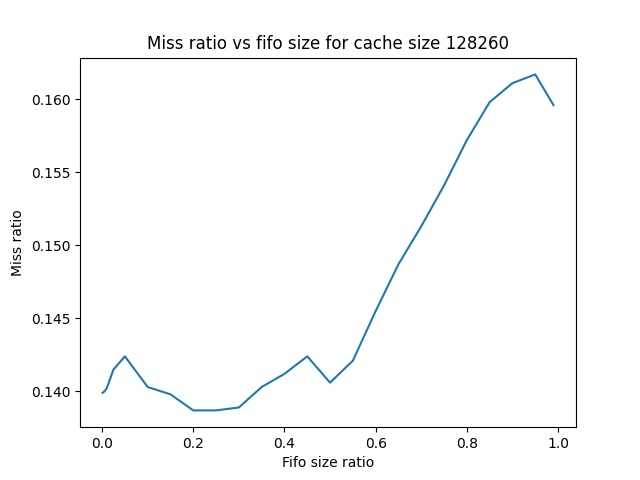 Miss ratio vs fifo size for cache size 128260
0.160
0.155
0.150
0.145
0.140
Miss ratio
0.0 0.2 0.4 0.6 0.8 1.0
Fifo size ratio